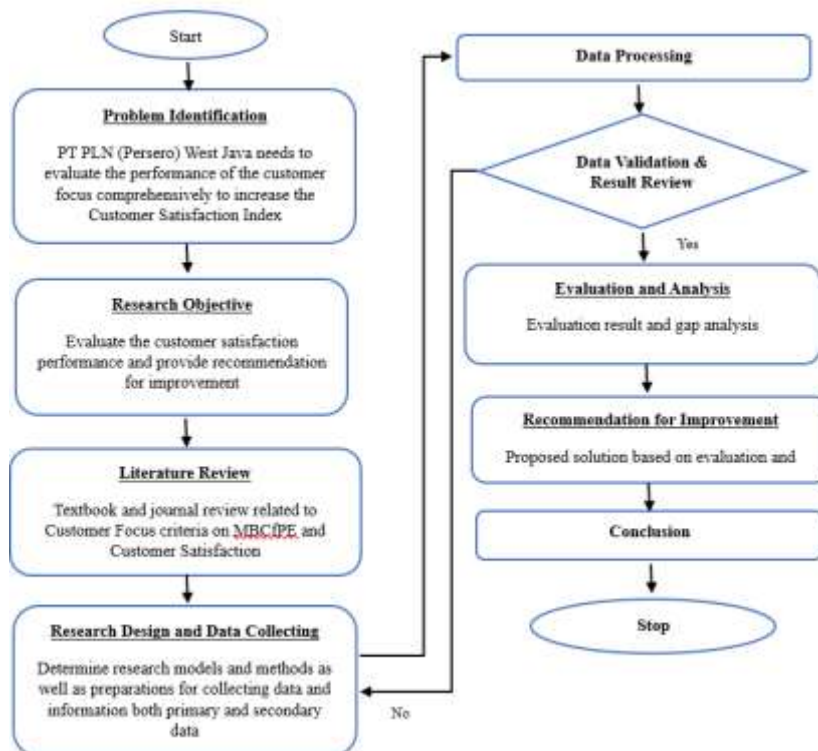 Start
Problem Identification
PT PLN (Persero) West Java needs to
evaluate the performance of the customer
focus comprehensively to increase the
Customer Satisfaction Index
Research Objective
Evaluate the customer satisfaction
performance and provide recommendation
for improvement
Literature Review
Textbook and journal review related to
Customer Focus criteria on MBCfPE and
Customer Satisfaction
Research Design and Data Collecting
Determine research models and methods as
well as preparations for collecting data and
information both primary and secondary
data
Data Processing
Data Validation &
Result Review
Yes
No
Evaluation and Analysis
Evaluation result and gap analysis
Recommendation for Improvement
Proposed solution based on evaluation and
Conclusion
Stop